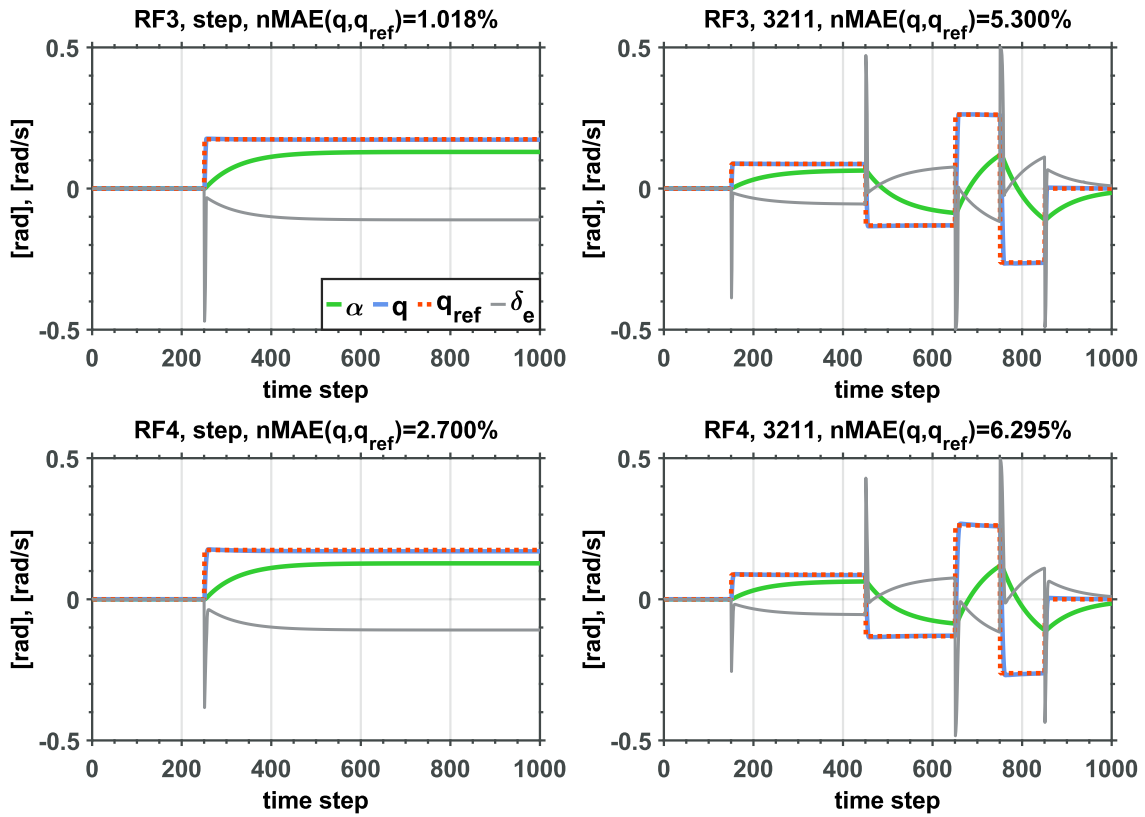 RF3, step, nMAE(q,q_ref)=1.018%
0.5
0
-0.5
[rad], [rad/s]
α q q_ref δ_e
0 200 400 600 800 1000
time step
RF3, 3211, nMAE(q,q_ref)=5.300%
0.5
0
-0.5
[rad], [rad/s]
0 200 400 600 800 1000
time step
RF4, step, nMAE(q,q_ref)=2.700%
0.5
0
-0.5
[rad], [rad/s]
0 200 400 600 800 1000
time step
RF4, 3211, nMAE(q,q_ref)=6.295%
0.5
0
-0.5
[rad], [rad/s]
0 200 400 600 800 1000
time step